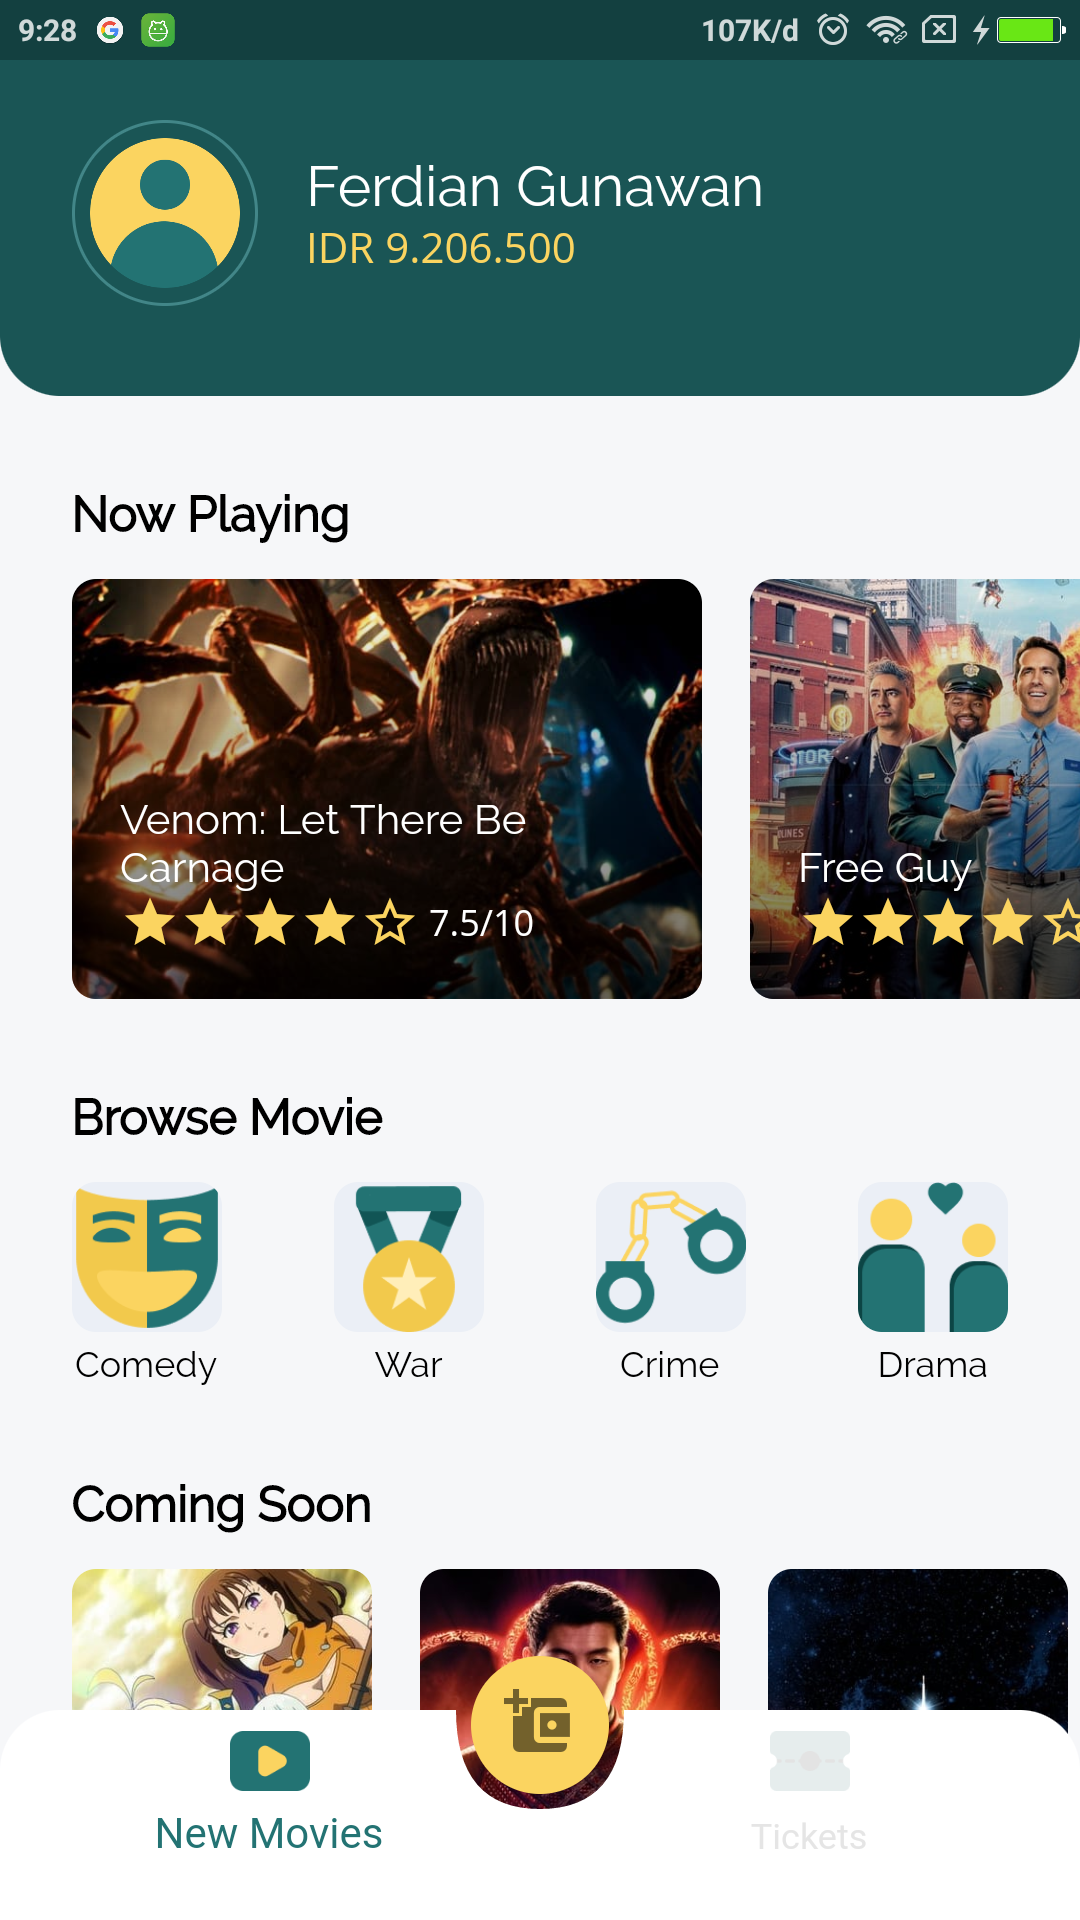 9:28
107K/d
Ferdian Gunawan
IDR 9.206.500
Now Playing
Venom: Let There Be
Carnage
7.5/10
STOR
Free Guy
Browse Movie
Comedy
War
Crime
Drama
Coming Soon
New Movies
Tickets